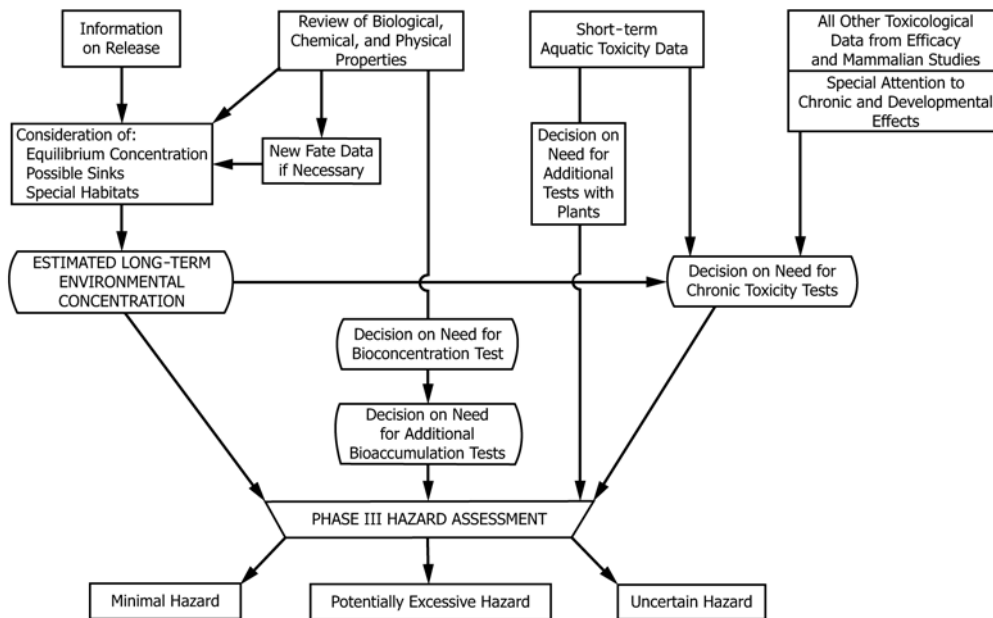 Information
on Release
Review of Biological,
Chemical, and Physical
Properties
Short-term
Aquatic Toxicity Data
All Other Toxicological
Data from Efficacy
and Mammalian Studies
Special Attention to
Chronic and Developmental
Effects
Consideration of:
Equilibrium Concentration
Possible Sinks
Special Habitats
New Fate Data
if Necessary
Decision on
Need for
Additional
Tests with
Plants
ESTIMATED LONG-TERM
ENVIRONMENTAL
CONCENTRATION
Decision on Need for
Chronic Toxicity Tests
Decision on Need for
Bioconcentration Test
Decision on Need
for Additional
Bioaccumulation Tests
PHASE III HAZARD ASSESSMENT
Minimal Hazard
Potentially Excessive Hazard
Uncertain Hazard